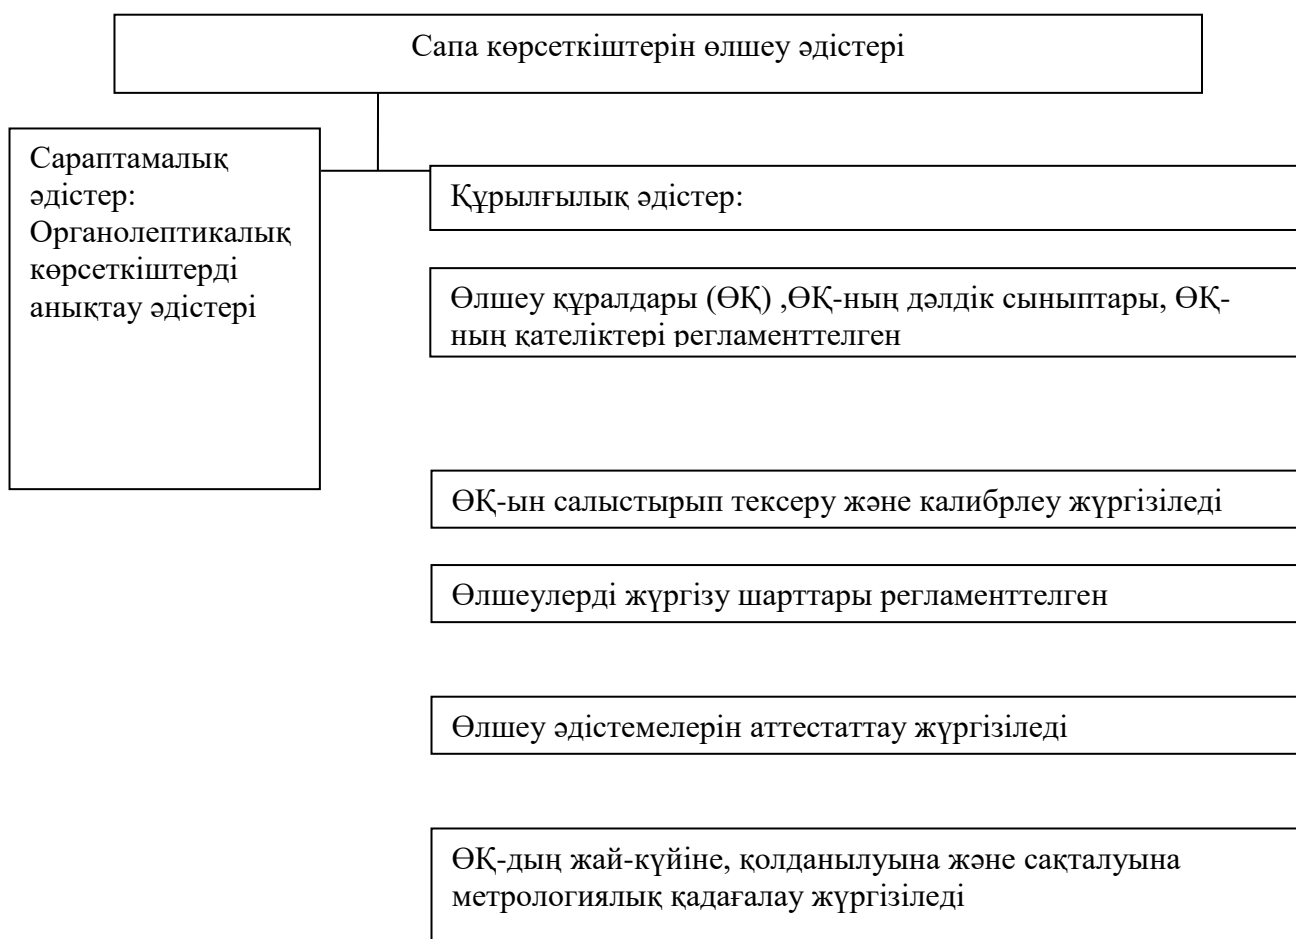 Сапа көрсеткіштерін өлшеу әдістері
Сараптамалық
әдістер:
Органолептикалық
көрсеткіштерді
анықтау әдістері
Құрылғылық әдістер:
Өлшеу құралдары (ӨҚ) ,ӨҚ-ның дәлдік сыныптары, ӨҚ-
ның қателіктері регламенттелген
ӨҚ-ын салыстырып тексеру және калибрлеу жүргізіледі
Өлшеулерді жүргізу шарттары регламенттелген
Өлшеу әдістемелерін аттестаттау жүргізіледі
ӨҚ-дың жай-күйіне, қолданылуына және сақталуына
метрологиялық қадағалау жүргізіледі